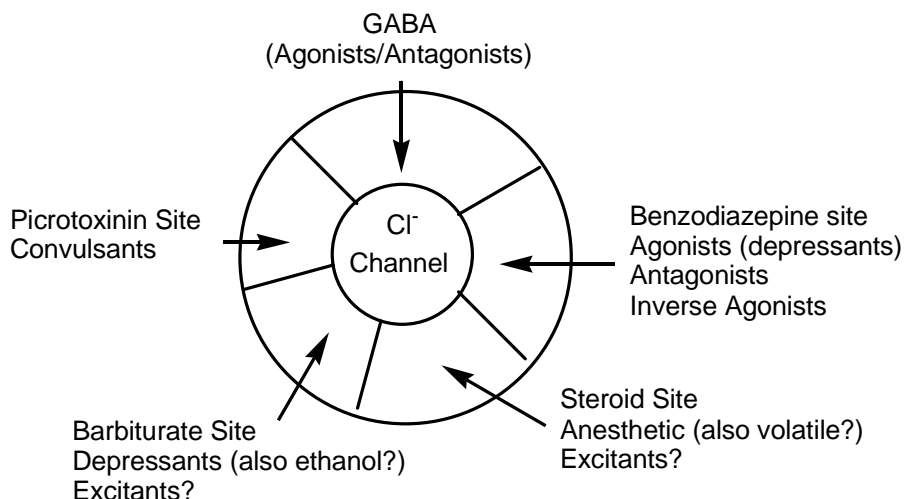 GABA
(Agonists/Antagonists)
Picrotoxinin Site
Convulsants
Cl-
Channel
Benzodiazepine site
Agonists (depressants)
Antagonists
Inverse Agonists
Steroid Site
Anesthetic (also volatile?)
Excitants?
Barbiturate Site
Depressants (also ethanol?)
Excitants?